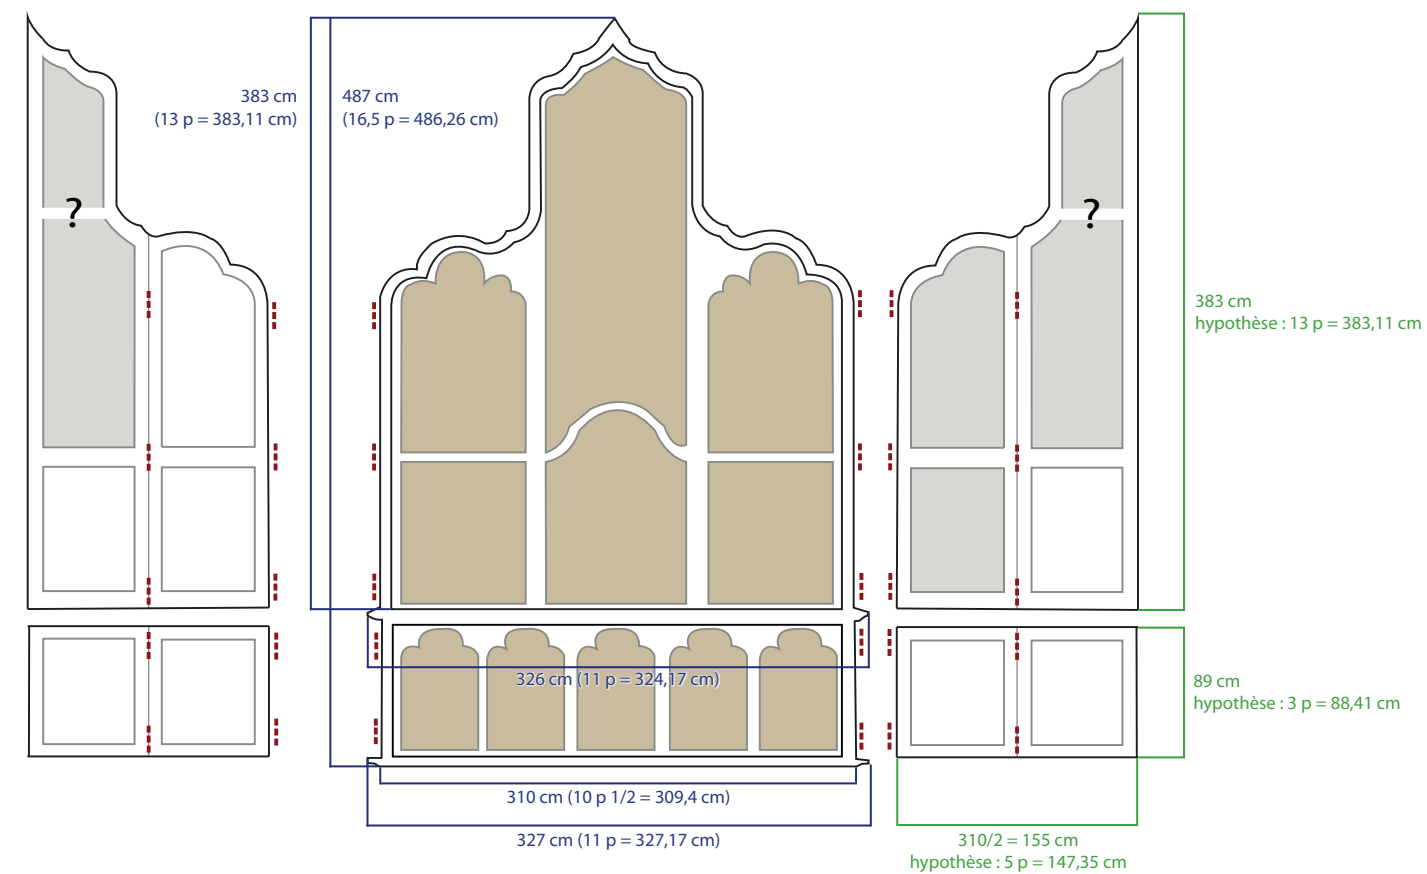 383 cm
(13 p = 383,11 cm)
487 cm
(16,5 p = 486,26 cm)
?
?
383 cm
hypothèse : 13 p = 383,11 cm
326 cm (11 p = 324,17 cm)
89 cm
hypothèse : 3 p = 88,41 cm
310 cm (10 p 1/2 = 309,4 cm)
327 cm (11 p = 327,17 cm)
310/2 = 155 cm
hypothèse : 5 p = 147,35 cm